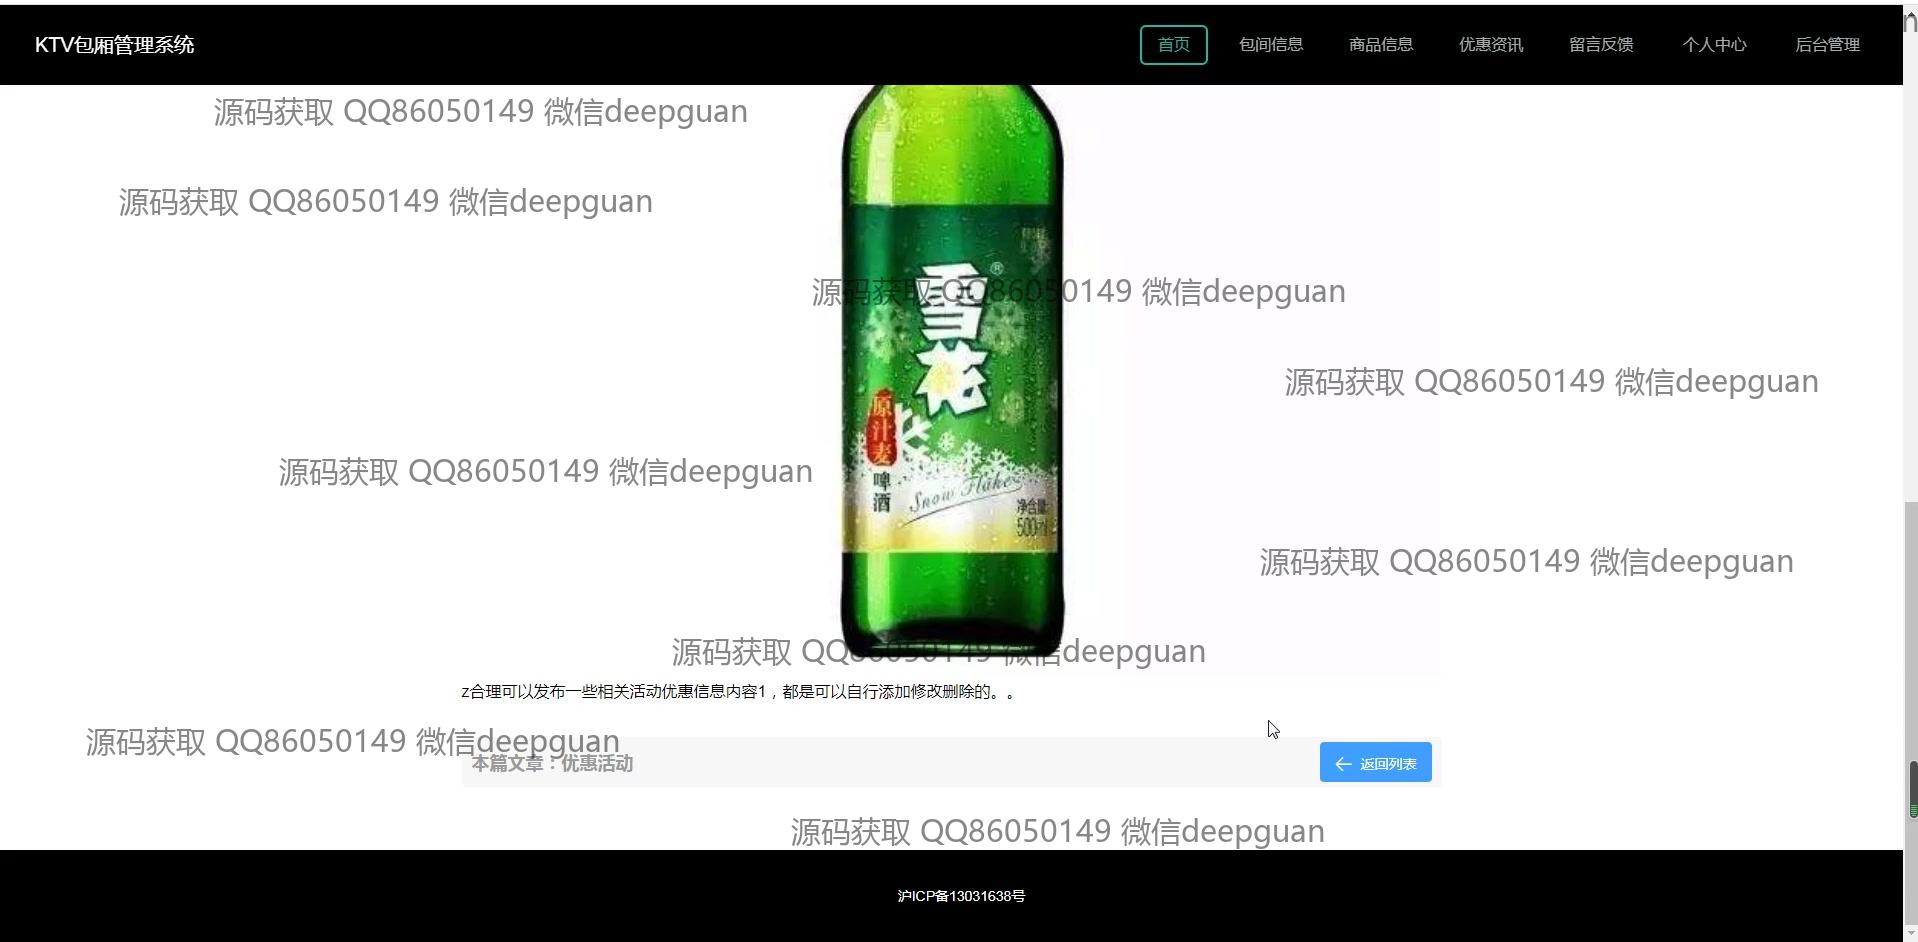 KTV包厢管理系统
首页 包间信息 商品信息 优惠资讯 留言反馈 个人中心 后台管理
源码获取 QQ86050149 微信deepguan
源码获取 QQ86050149 微信deepguan
源码获取 QQ86050149 微信deepguan
雪花
®
源码获取 QQ86050149 微信deepguan
原汁麦
啤酒
源码获取 QQ86050149 微信deepguan
Snow Flake
净含量
500ml
源码获取 QQ86050149 微信deepguan
源码获取 QQ86050149 微信deepguan
z合理可以发布一些相关活动优惠信息内容1，都是可以自行添加修改删除的。。
源码获取 QQ86050149 微信deepguan
本篇文章：优惠活动
← 返回列表
源码获取 QQ86050149 微信deepguan
沪ICP备13031638号